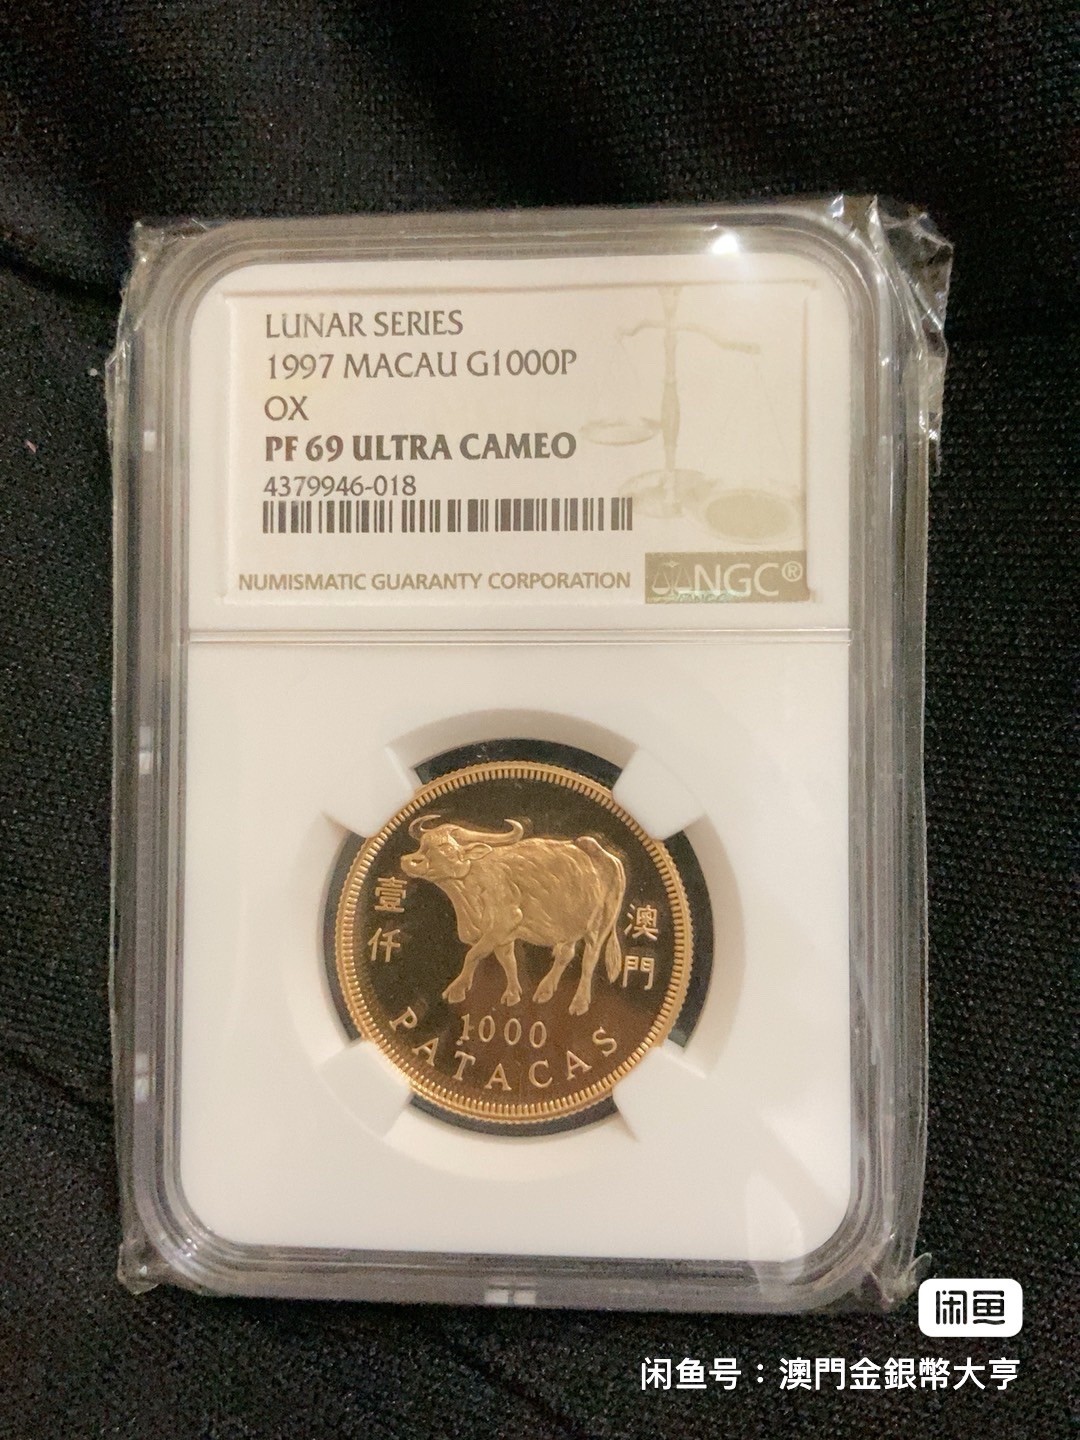 LUNAR SERIES
1997 MACAU G1000P
OX
PF 69 ULTRA CAMEO
4379946-018
NUMISMATIC GUARANTY CORPORATION
NGC®
壹仟
澳門
1000
PATACAS
闲鱼
闲鱼号：澳門金銀幣大亨